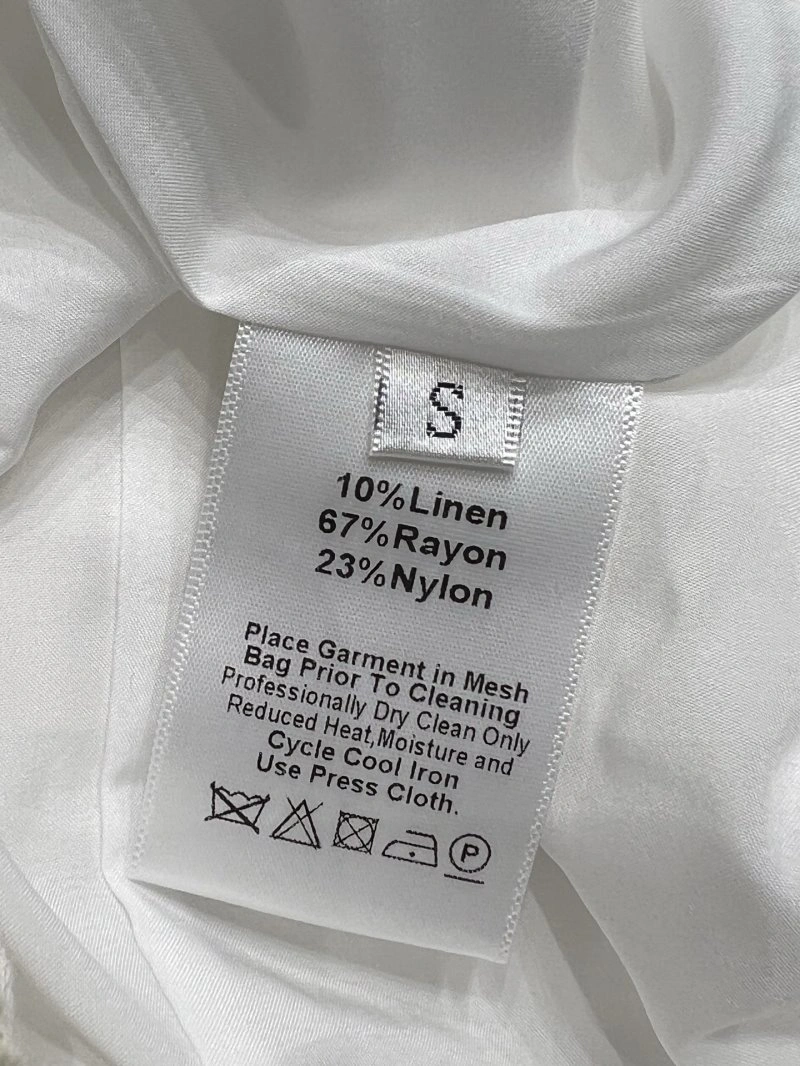 S
10%Linen
67%Rayon
23%Nylon
Place Garment in Mesh
Bag Prior To Cleaning
Professionally Dry Clean Only
Reduced Heat,Moisture and
Cycle Cool Iron
Use Press Cloth.
P